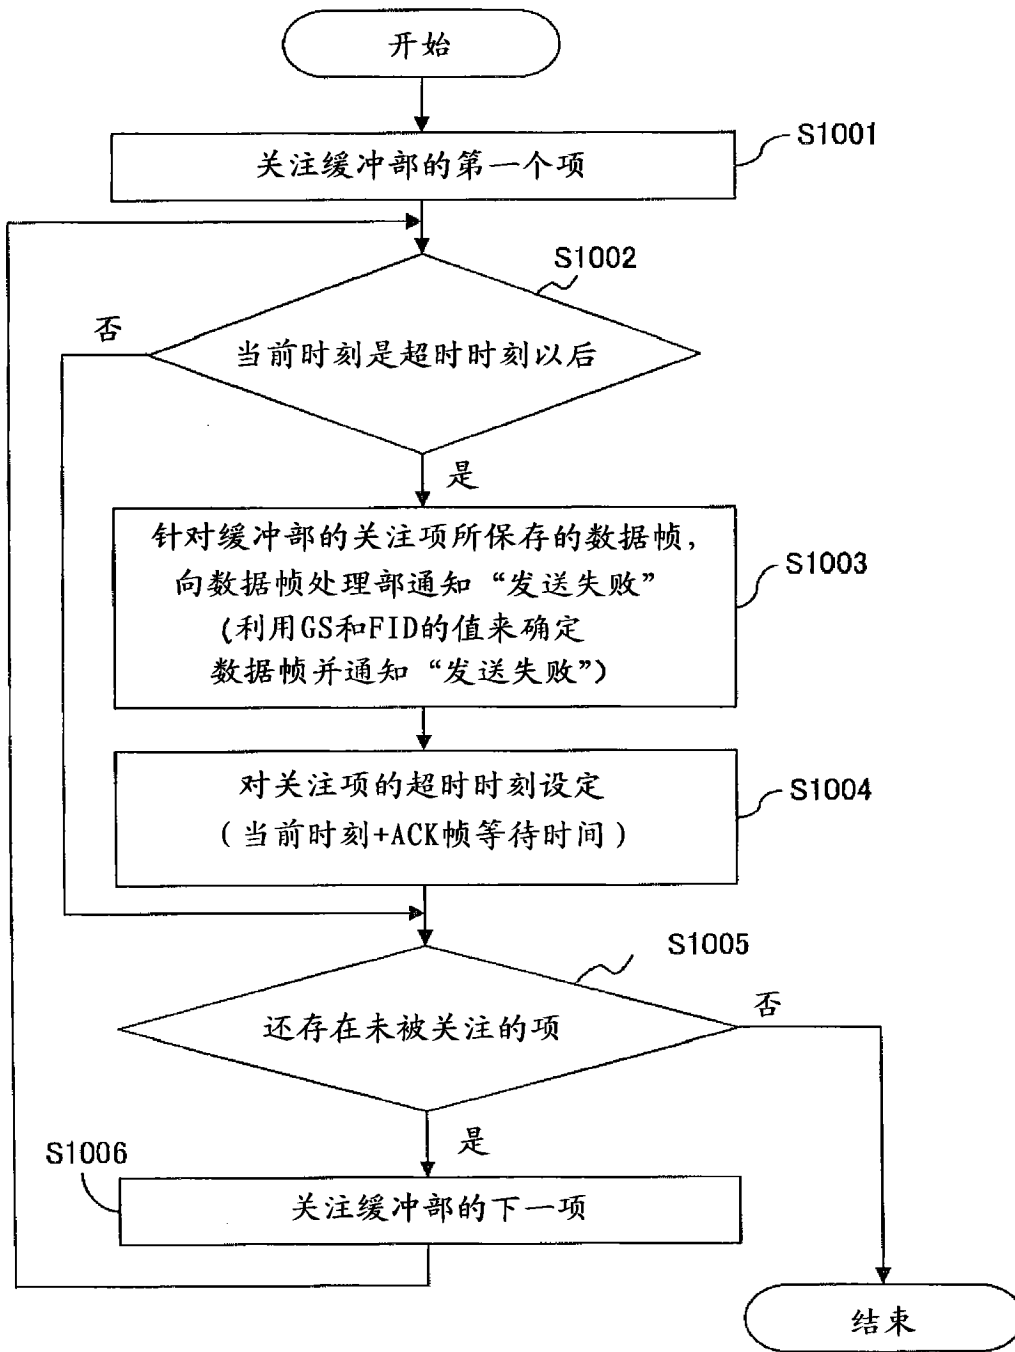 开始
S1001
关注缓冲部的第一个项
S1002
否
当前时刻是超时时刻以后
是
针对缓冲部的关注项所保存的数据帧，
向数据帧处理部通知“发送失败”
(利用GS和FID的值来确定
数据帧并通知“发送失败”)
S1003
对关注项的超时时刻设定
(当前时刻+ACK帧等待时间)
S1004
S1005
否
还存在未被关注的项
是
S1006
关注缓冲部的下一项
结束